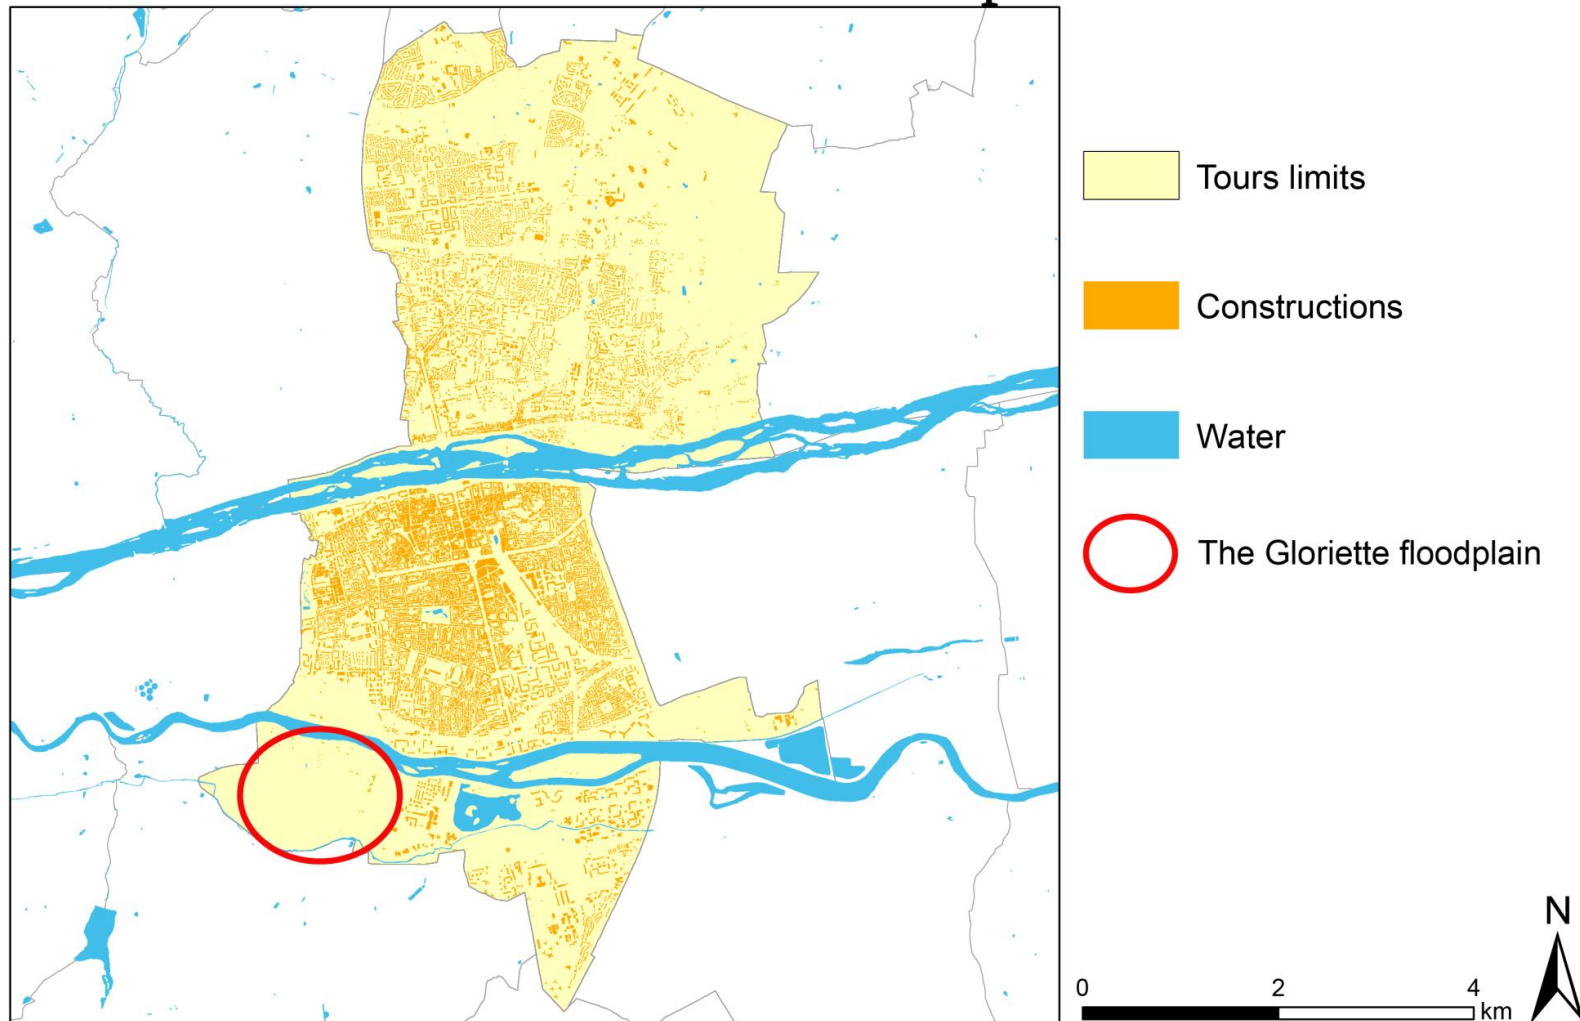 Tours limits
Constructions
Water
The Gloriette floodplain
N
0 2 4
km